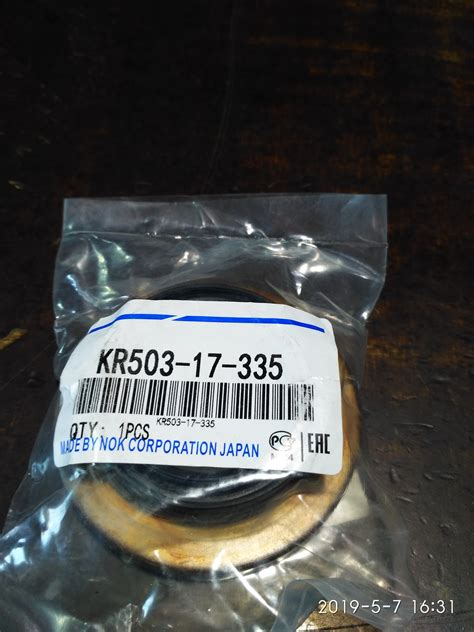 KR503-17-335
KR503-17-335
QTY: 1PCS
MADE BY NOK CORPORATION JAPAN
PG
EAC
2019-5-7 16:31